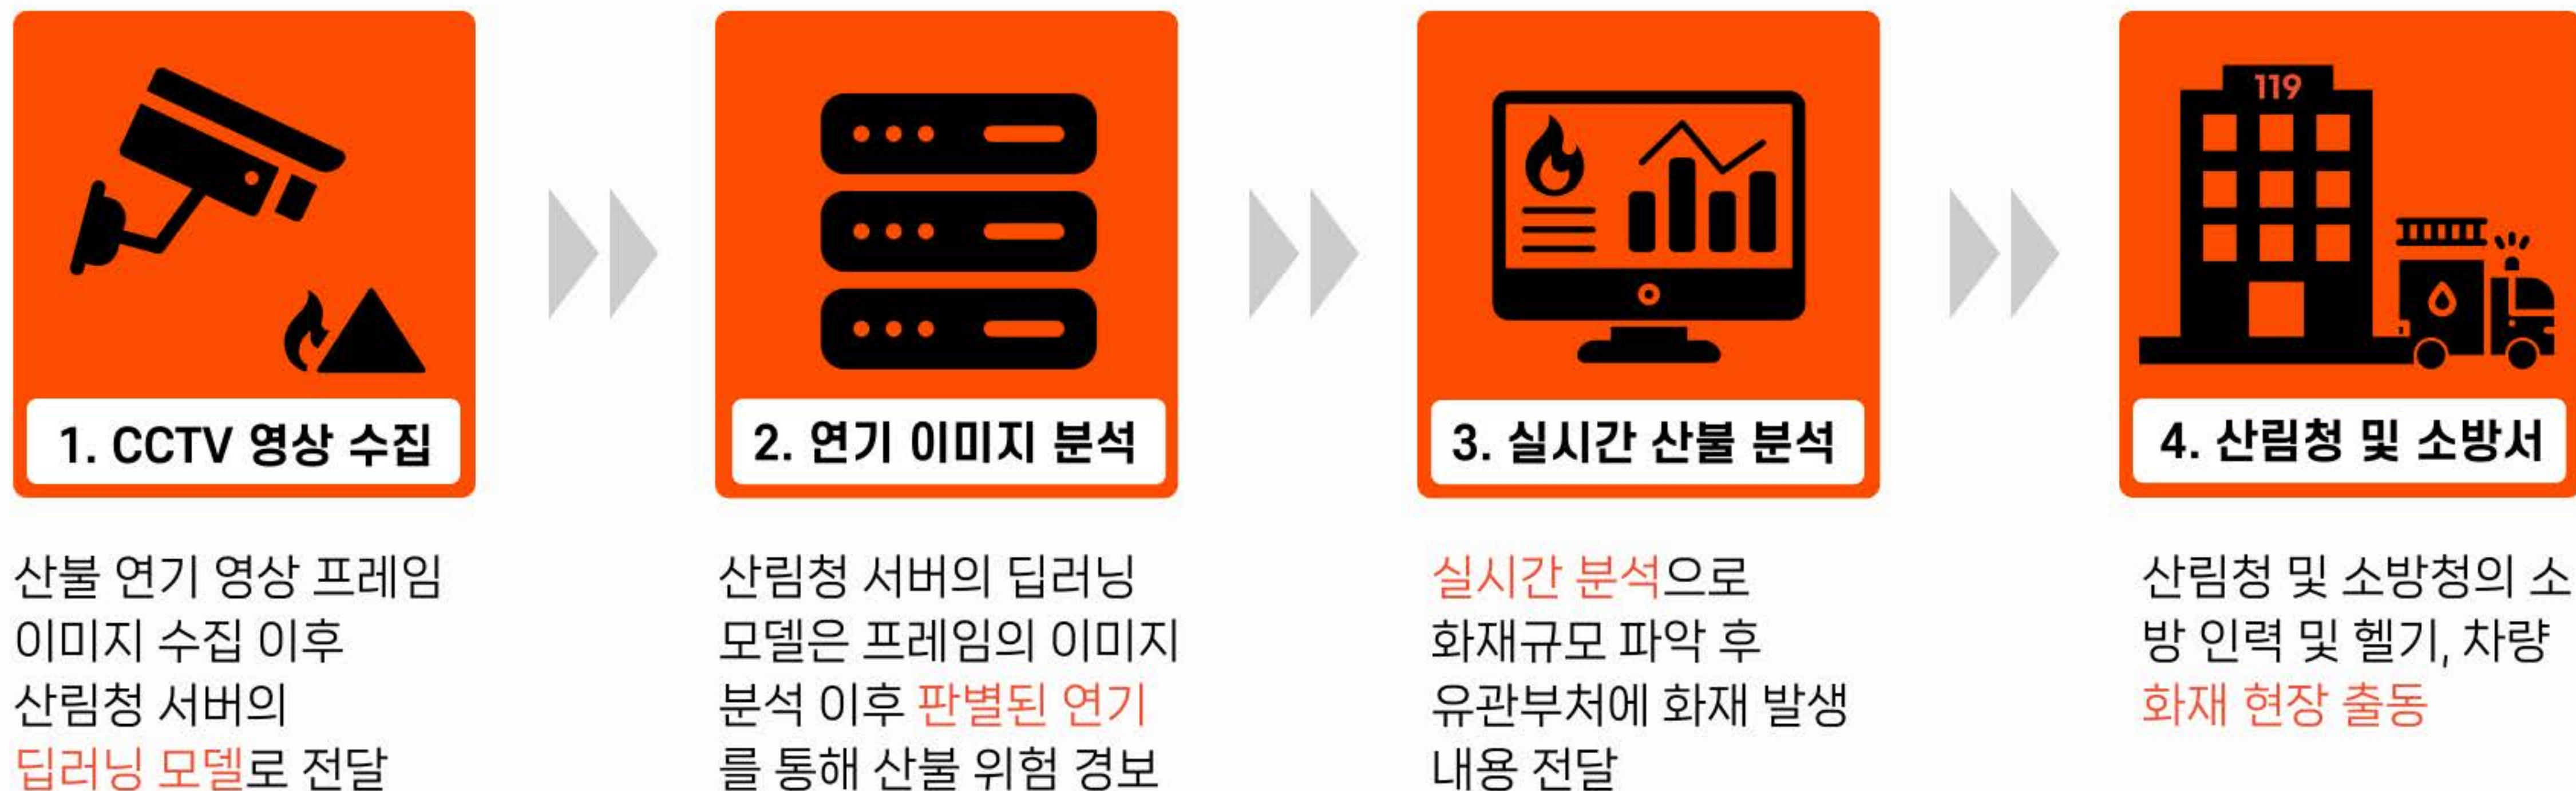 119
1. CCTV 영상 수집
산불 연기 영상 프레임
이미지 수집 이후
산림청 서버의
딥러닝 모델로 전달
2. 연기 이미지 분석
산림청 서버의 딥러닝
모델은 프레임의 이미지
분석 이후 판별된 연기
를 통해 산불 위험 경보
3. 실시간 산불 분석
실시간 분석으로
화재규모 파악 후
유관부처에 화재 발생
내용 전달
4. 산림청 및 소방서
산림청 및 소방청의 소
방 인력 및 헬기, 차량
화재 현장 출동